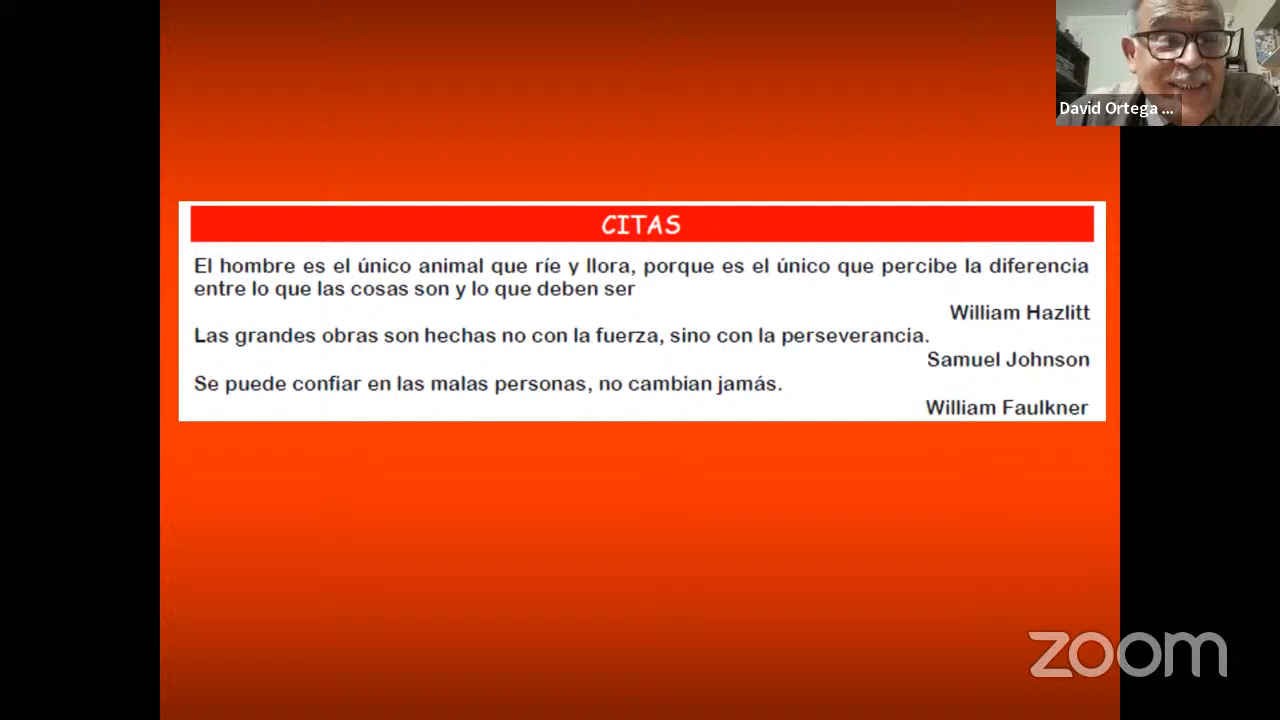 David Ortega ...
CITAS
El hombre es el único animal que ríe y llora, porque es el único que percibe la diferencia
entre lo que las cosas son y lo que deben ser
William Hazlitt
Las grandes obras son hechas no con la fuerza, sino con la perseverancia.
Samuel Johnson
Se puede confiar en las malas personas, no cambian jamás.
William Faulkner
zoom